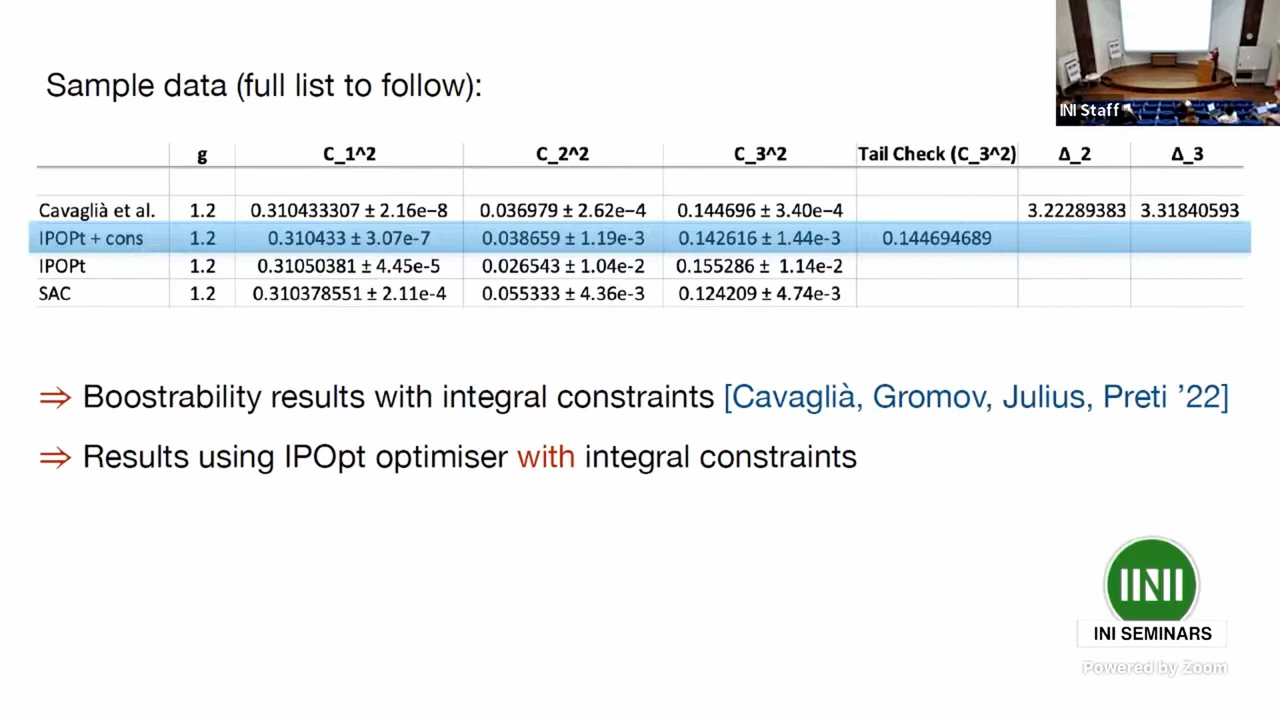 Sample data (full list to follow):
INI Staff
g C_1^2 C_2^2 C_3^2 Tail Check (C_3^2) Δ_2 Δ_3
Cavaglià et al. 1.2 0.310433307 ± 2.16e−8 0.036979 ± 2.62e−4 0.144696 ± 3.40e−4 3.22289383 3.31840593
IPOPt + cons 1.2 0.310433 ± 3.07e-7 0.038659 ± 1.19e-3 0.142616 ± 1.44e-3 0.144694689
IPOPt 1.2 0.31050381 ± 4.45e-5 0.026543 ± 1.04e-2 0.155286 ± 1.14e-2
SAC 1.2 0.310378551 ± 2.11e-4 0.055333 ± 4.36e-3 0.124209 ± 4.74e-3
⇒ Boostrability results with integral constraints [Cavaglià, Gromov, Julius, Preti ’22]
⇒ Results using IPOpt optimiser with integral constraints
INI SEMINARS
Powered by Zoom